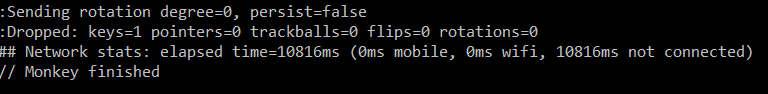 :Sending rotation degree=0, persist=false
:Dropped: keys=1 pointers=0 trackballs=0 flips=0 rotations=0
## Network stats: elapsed time=10816ms (0ms mobile, 0ms wifi, 10816ms not connected)
// Monkey finished